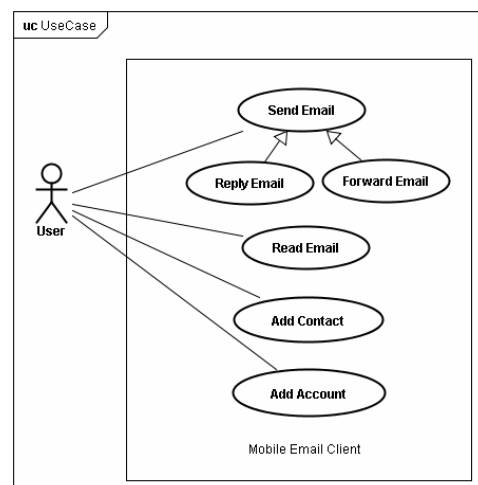 uc UseCase
Send Email
Reply Email
Forward Email
User
Read Email
Add Contact
Add Account
Mobile Email Client